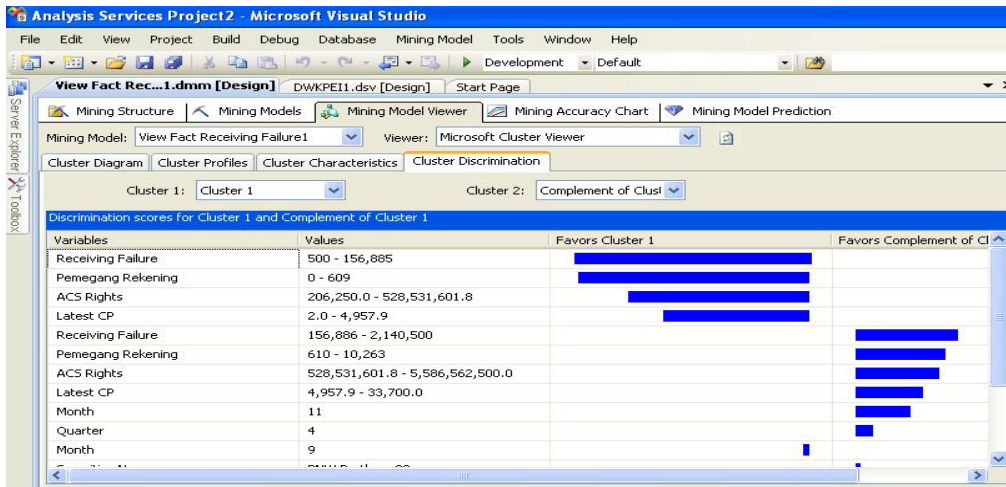 Analysis Services Project2 - Microsoft Visual Studio
File Edit View Project Build Debug Database Mining Model Tools Window Help
Development Default
View Fact Rec...1.dmm [Design] DWKPEI1.dsv [Design] Start Page
Server Explorer
Toolbox
Mining Structure Mining Models Mining Model Viewer Mining Accuracy Chart Mining Model Prediction
Mining Model: View Fact Receiving Failure1 Viewer: Microsoft Cluster Viewer
Cluster Diagram Cluster Profiles Cluster Characteristics Cluster Discrimination
Cluster 1: Cluster 1 Cluster 2: Complement of Clust
Discrimination scores for Cluster 1 and Complement of Cluster 1
Variables Values Favors Cluster 1 Favors Complement of Cl
Receiving Failure 500 - 156,885
Pemegang Rekening 0 - 609
ACS Rights 206,250.0 - 528,531,601.8
Latest CP 2.0 - 4,957.9
Receiving Failure 156,886 - 2,140,500
Pemegang Rekening 610 - 10,263
ACS Rights 528,531,601.8 - 5,586,562,500.0
Latest CP 4,957.9 - 33,700.0
Month 11
Quarter 4
Month 9